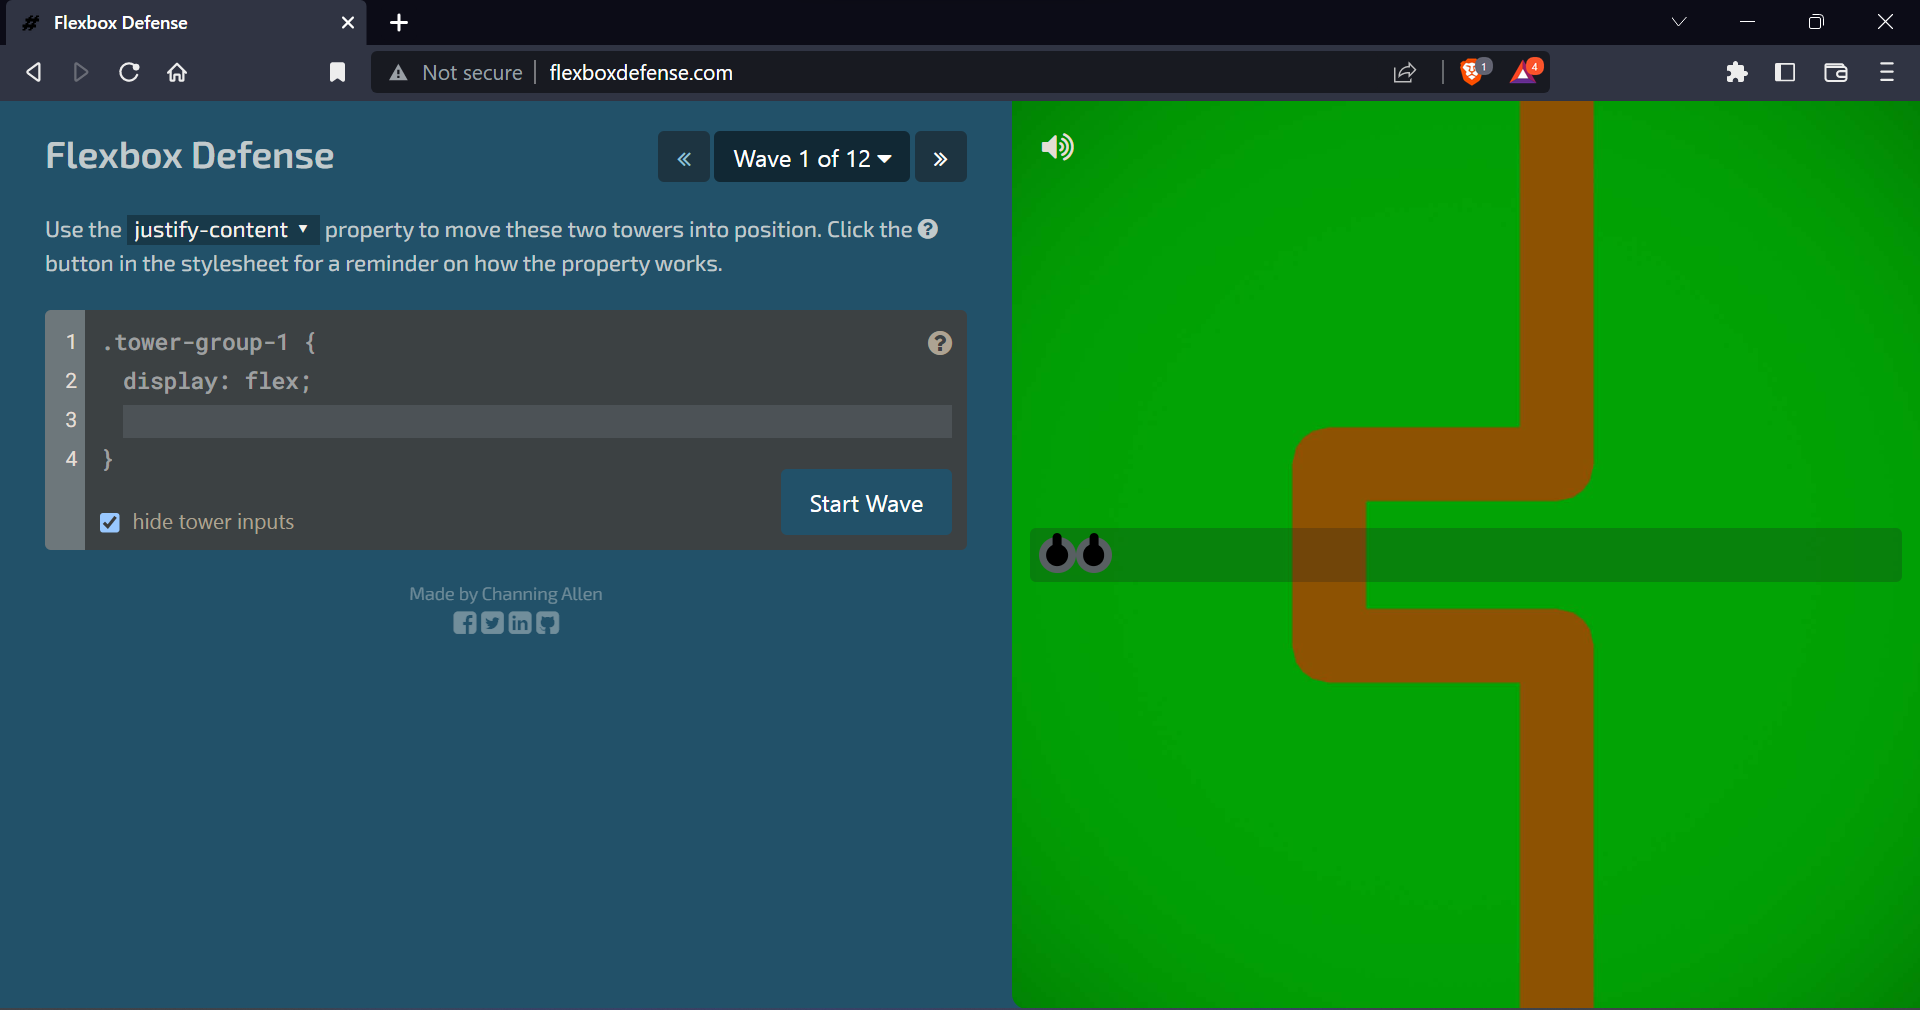 Flexbox Defense
Not secure flexboxdefense.com
1
4
Flexbox Defense
« Wave 1 of 12 »
Use the justify-content property to move these two towers into position. Click the ?
button in the stylesheet for a reminder on how the property works.
1 .tower-group-1 {
?
2 display: flex;
3
4 }
Start Wave
hide tower inputs
Made by Channing Allen